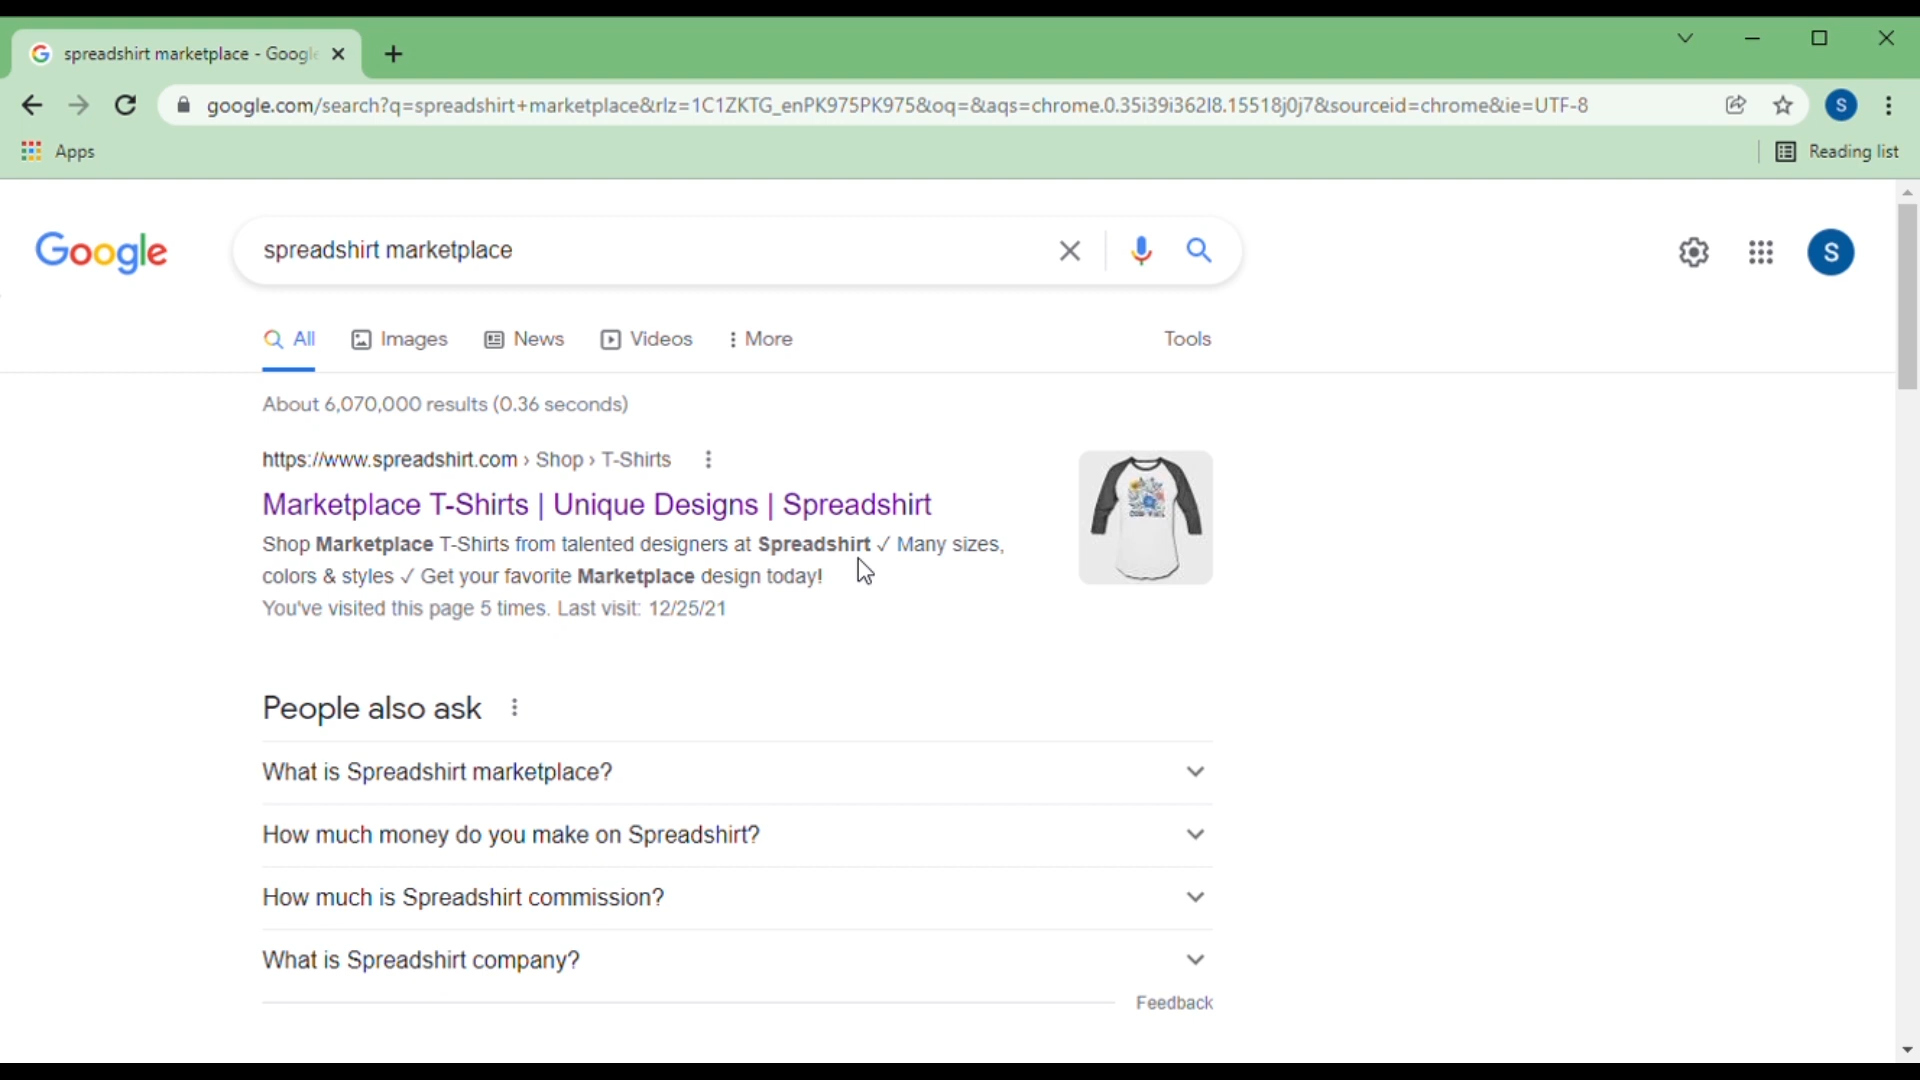 spreadshirt marketplace - Google
google.com/search?q=spreadshirt+marketplace&rlz=1C1ZKTG_enPK975PK975&oq=&aqs=chrome.0.35i39i362l8.15518j0j7&sourceid=chrome&ie=UTF-8
S
Apps
Reading list
Google
spreadshirt marketplace
S
All
Images
News
Videos
More
Tools
About 6,070,000 results (0.36 seconds)
https://www.spreadshirt.com › Shop › T-Shirts
Marketplace T-Shirts | Unique Designs | Spreadshirt
Shop Marketplace T-Shirts from talented designers at Spreadshirt ✓ Many sizes,
colors & styles ✓ Get your favorite Marketplace design today!
You've visited this page 5 times. Last visit: 12/25/21
People also ask
What is Spreadshirt marketplace?
How much money do you make on Spreadshirt?
How much is Spreadshirt commission?
What is Spreadshirt company?
Feedback